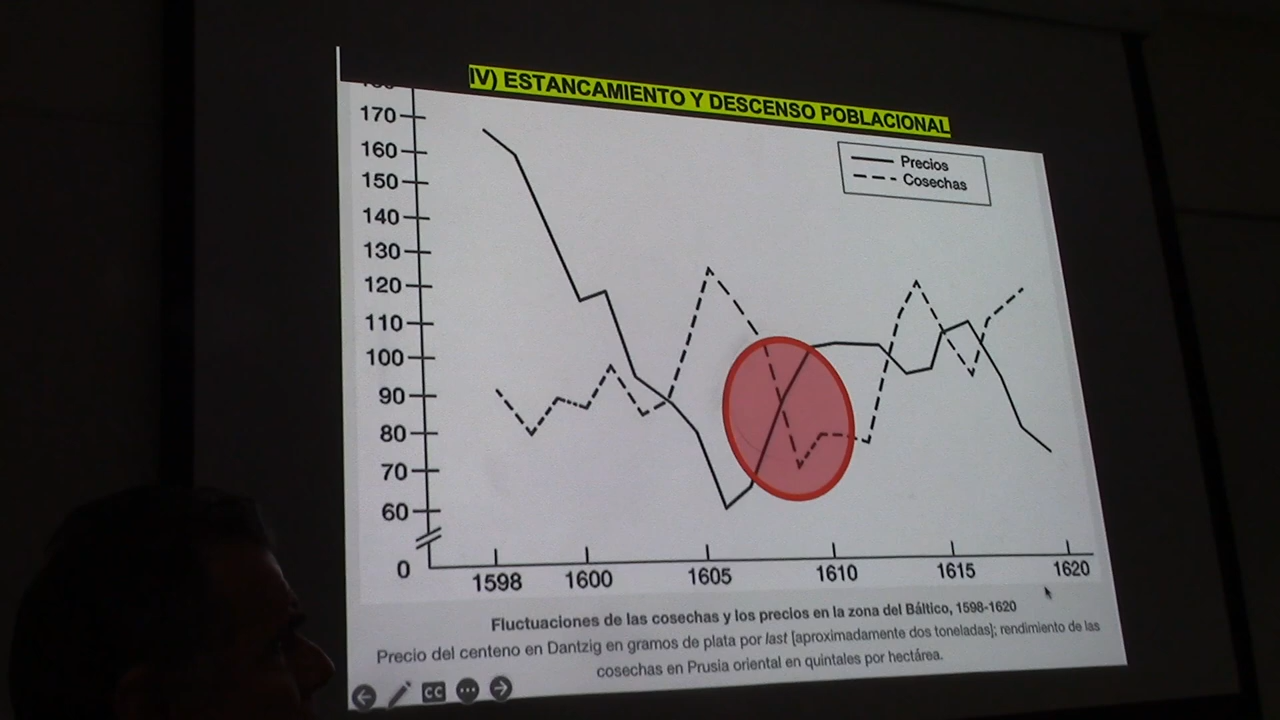 IV) ESTANCAMIENTO Y DESCENSO POBLACIONAL
170
160
150
140
130
120
110
100
90
80
70
60
0
Precios
Cosechas
1598 1600 1605 1610 1615 1620
Fluctuaciones de las cosechas y los precios en la zona del Báltico, 1598-1620
Precio del centeno en Dantzig en gramos de plata por last [aproximadamente dos toneladas]; rendimiento de las
cosechas en Prusia oriental en quintales por hectárea.
CC